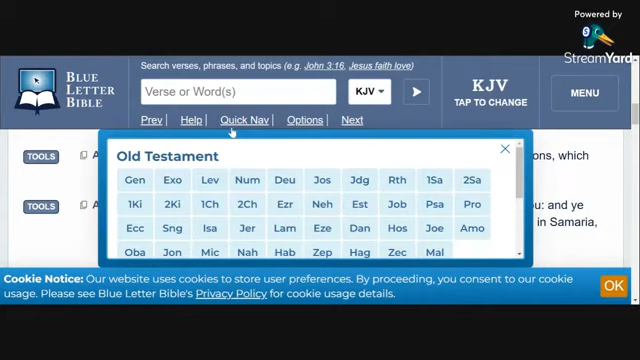 Powered by
StreamYard
BLUE
LETTER
BIBLE
Search verses, phrases, and topics (e.g. John 3:16, Jesus faith love)
Verse or Word(s)
KJV
KJV
TAP TO CHANGE
MENU
Prev
Help
Quick Nav
Options
Next
TOOLS
ons, which
TOOLS
u: and ye
in Samaria,
Old Testament
Gen Exo Lev Num Deu Jos Jdg Rth 1Sa 2Sa
1Ki 2Ki 1Ch 2Ch Ezr Neh Est Job Psa Pro
Ecc Sng Isa Jer Lam Eze Dan Hos Joe Amo
Oba Jon Mic Nah Hab Zep Hag Zec Mal
Cookie Notice: Our website uses cookies to store user preferences. By proceeding, you consent to our cookie
usage. Please see Blue Letter Bible's Privacy Policy for cookie usage details.
OK